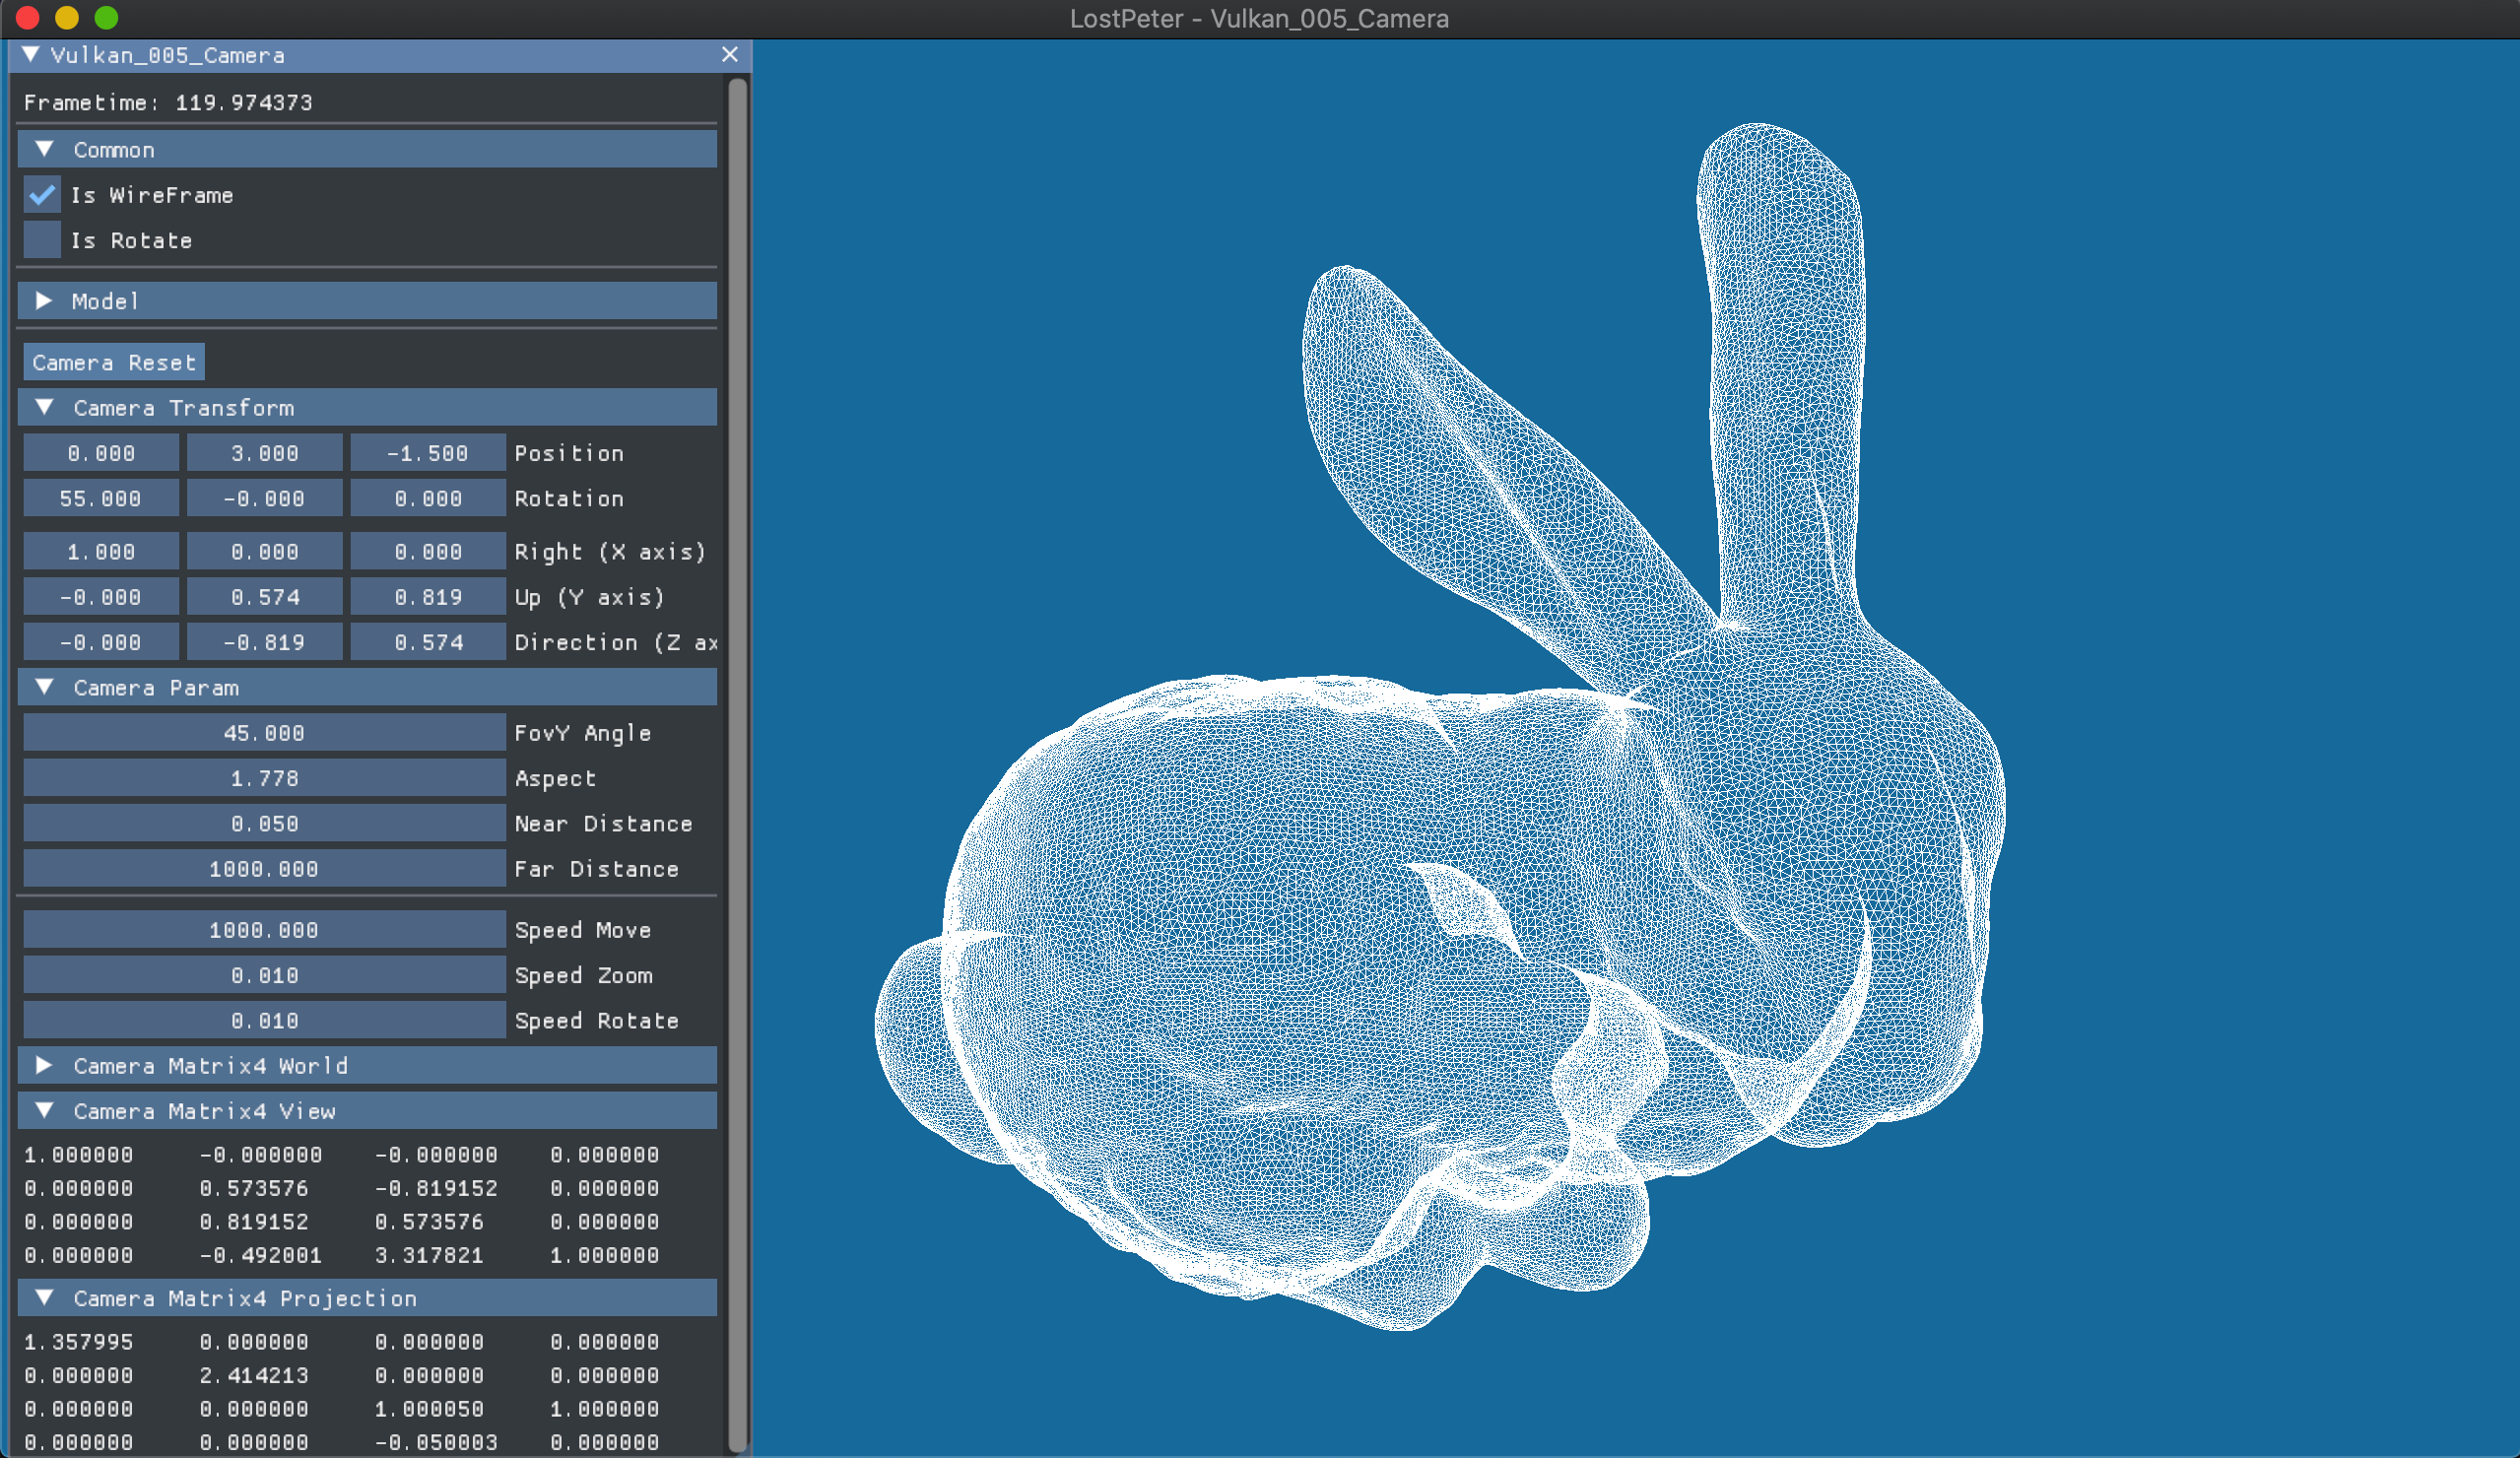 LostPeter - Vulkan_005_Camera
Vulkan_005_Camera
Frametime: 119.974373
Common
Is WireFrame
Is Rotate
Model
Camera Reset
Camera Transform
0.000 3.000 -1.500 Position
55.000 -0.000 0.000 Rotation
1.000 0.000 0.000 Right (X axis)
-0.000 0.574 0.819 Up (Y axis)
-0.000 -0.819 0.574 Direction (Z ax
Camera Param
45.000 FovY Angle
1.778 Aspect
0.050 Near Distance
1000.000 Far Distance
1000.000 Speed Move
0.010 Speed Zoom
0.010 Speed Rotate
Camera Matrix4 World
Camera Matrix4 View
1.000000 -0.000000 -0.000000 0.000000
0.000000 0.573576 -0.819152 0.000000
0.000000 0.819152 0.573576 0.000000
0.000000 -0.492001 3.317821 1.000000
Camera Matrix4 Projection
1.357995 0.000000 0.000000 0.000000
0.000000 2.414213 0.000000 0.000000
0.000000 0.000000 1.000050 1.000000
0.000000 0.000000 -0.050003 0.000000